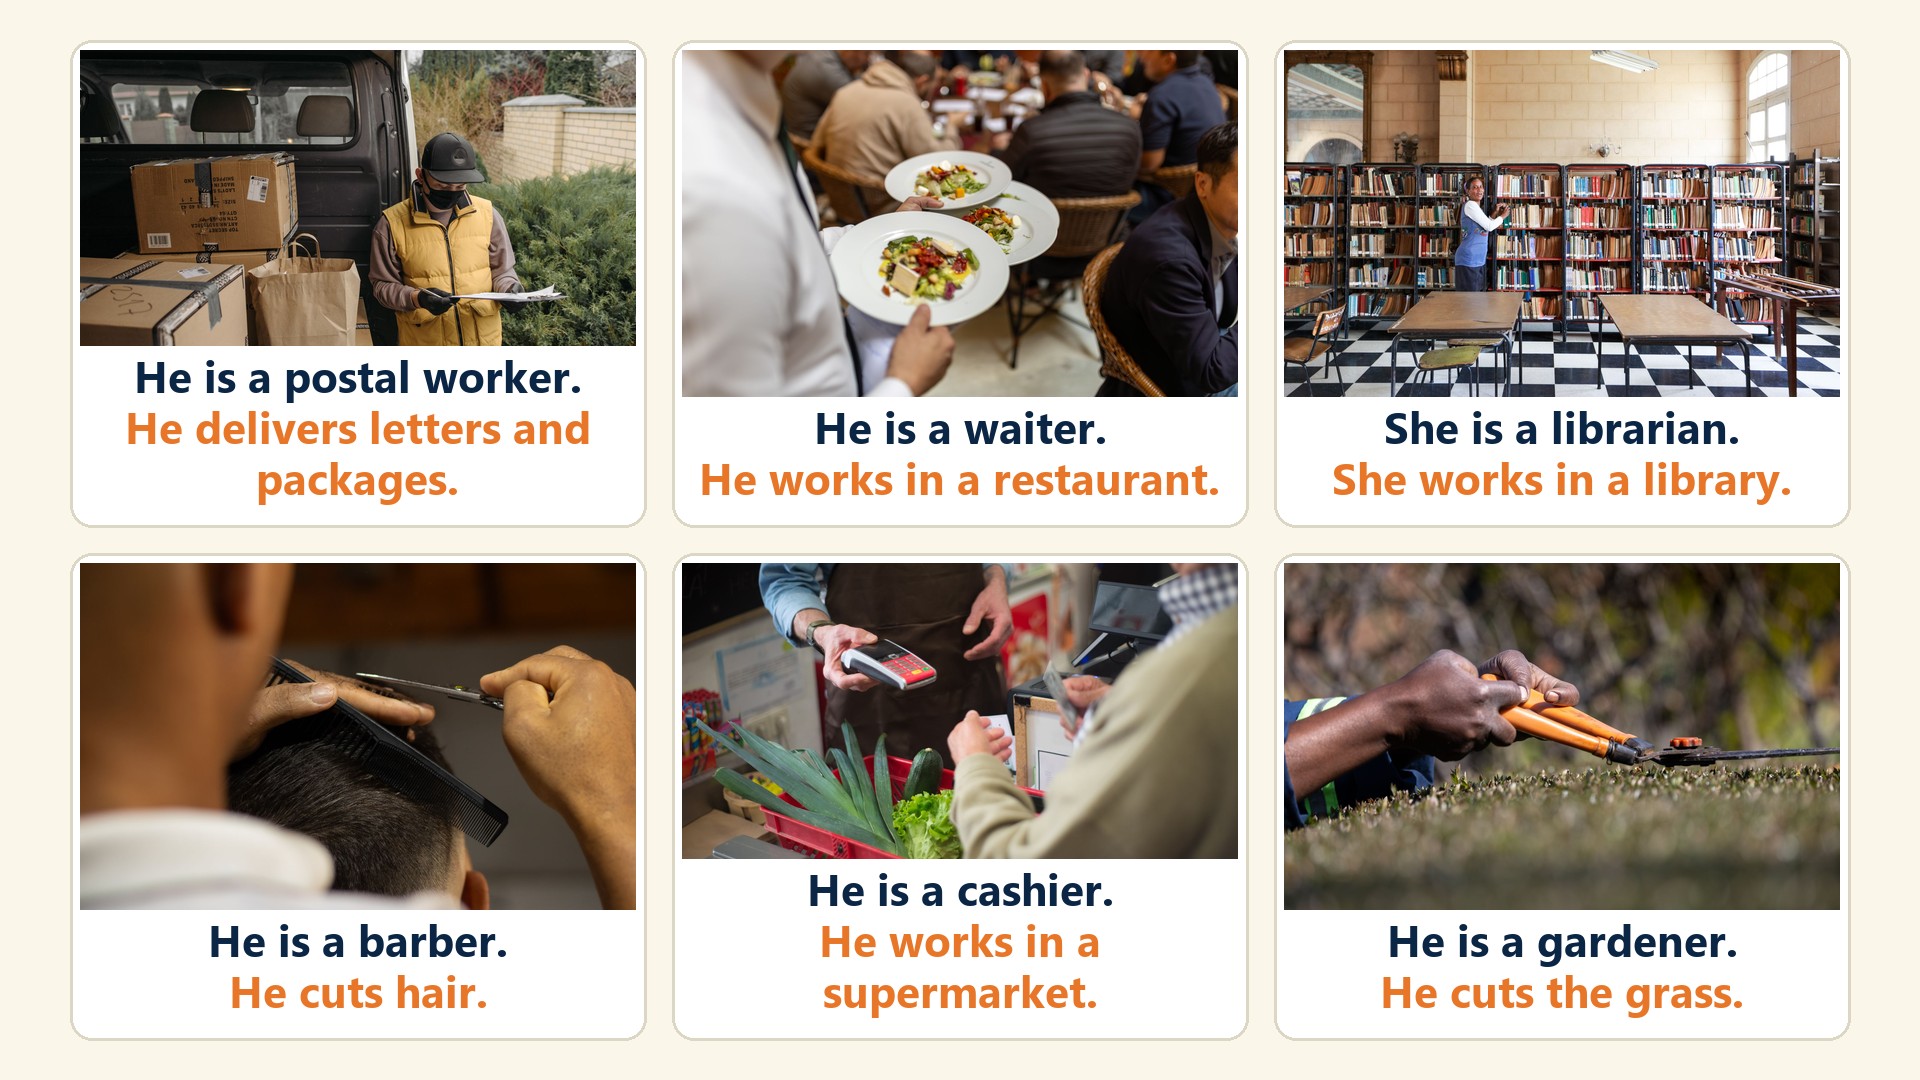 He is a postal worker.
He delivers letters and
packages.
He is a waiter.
He works in a restaurant.
She is a librarian.
She works in a library.
He is a barber.
He cuts hair.
He is a cashier.
He works in a
supermarket.
He is a gardener.
He cuts the grass.